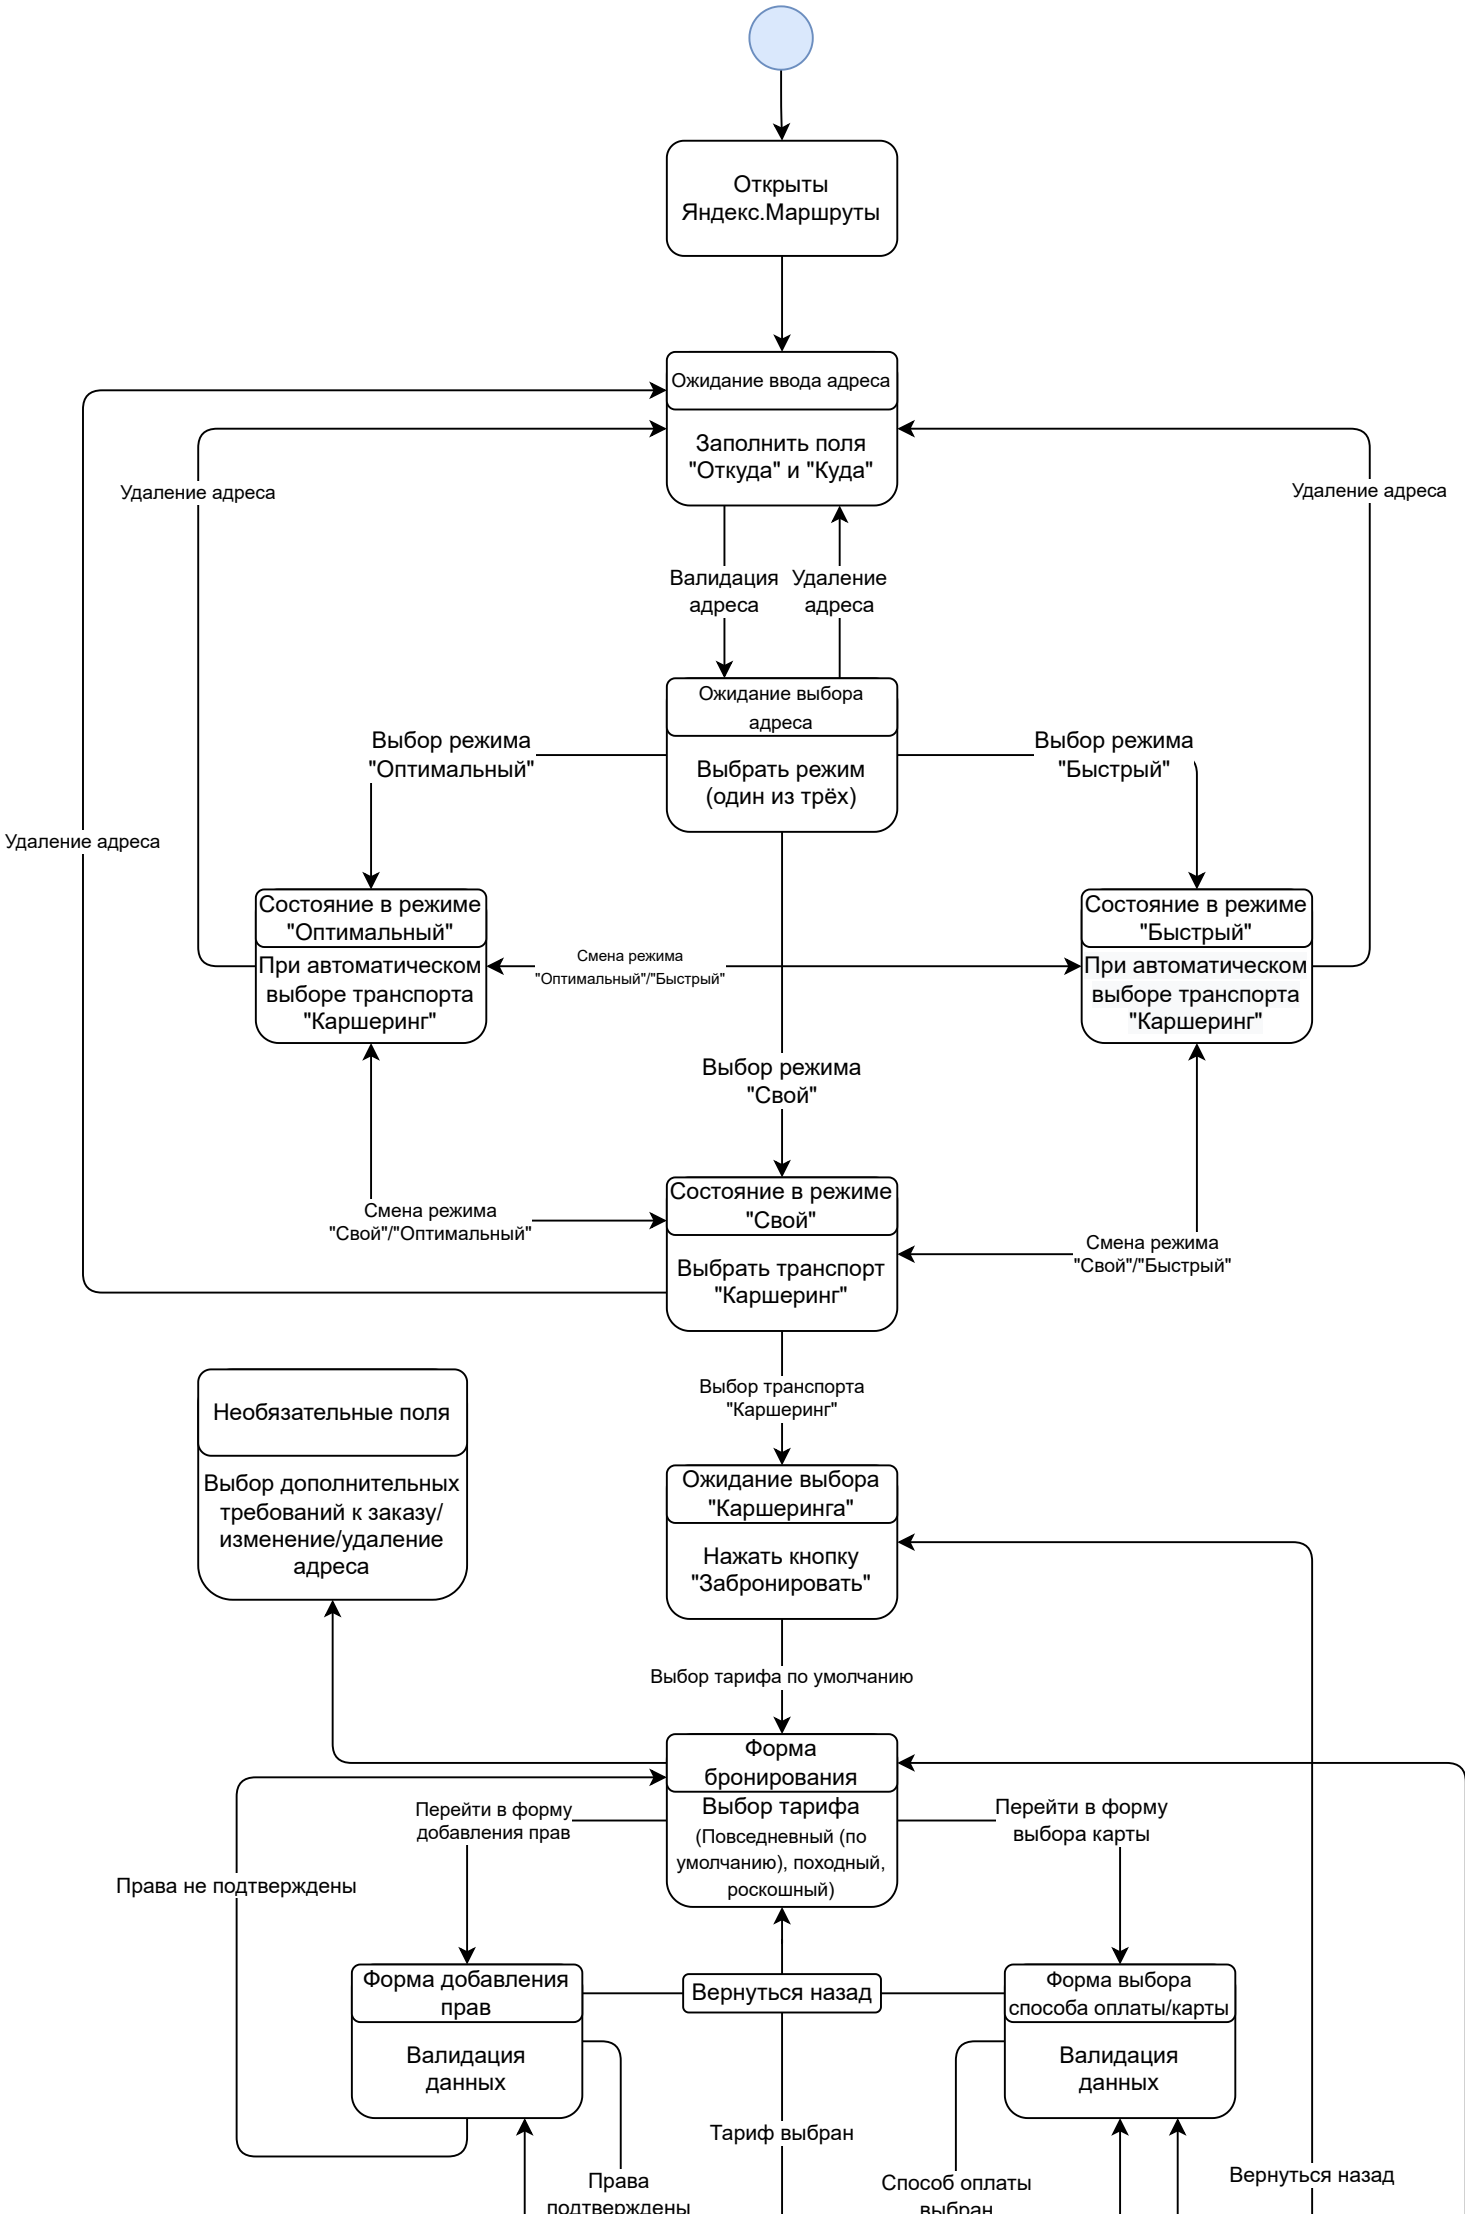 Открыты
Яндекс.Маршруты
Ожидание ввода адреса
Заполнить поля
"Откуда" и "Куда"
Удаление адреса
Удаление адреса
Валидация
адреса
Удаление
адреса
Ожидание выбора
адреса
Выбрать режим
(один из трёх)
Выбор режима
"Оптимальный"
Выбор режима
"Быстрый"
Удаление адреса
Состояние в режиме
"Оптимальный"
При автоматическом
выборе транспорта
"Каршеринг"
Смена режима
"Оптимальный"/"Быстрый"
Состояние в режиме
"Быстрый"
При автоматическом
выборе транспорта
"Каршеринг"
Выбор режима
"Свой"
Состояние в режиме
"Свой"
Выбрать транспорт
"Каршеринг"
Смена режима
"Свой"/"Оптимальный"
Смена режима
"Свой"/"Быстрый"
Выбор транспорта
"Каршеринг"
Необязательные поля
Выбор дополнительных
требований к заказу/
изменение/удаление
адреса
Ожидание выбора
"Каршеринга"
Нажать кнопку
"Забронировать"
Выбор тарифа по умолчанию
Форма
бронирования
Выбор тарифа
(Повседневный (по
умолчанию), походный,
роскошный)
Перейти в форму
добавления прав
Перейти в форму
выбора карты
Права не подтверждены
Форма добавления
прав
Валидация
данных
Вернуться назад
Форма выбора
способа оплаты/карты
Валидация
данных
Тариф выбран
Права
подтверждены
Способ оплаты
выбран
Вернуться назад